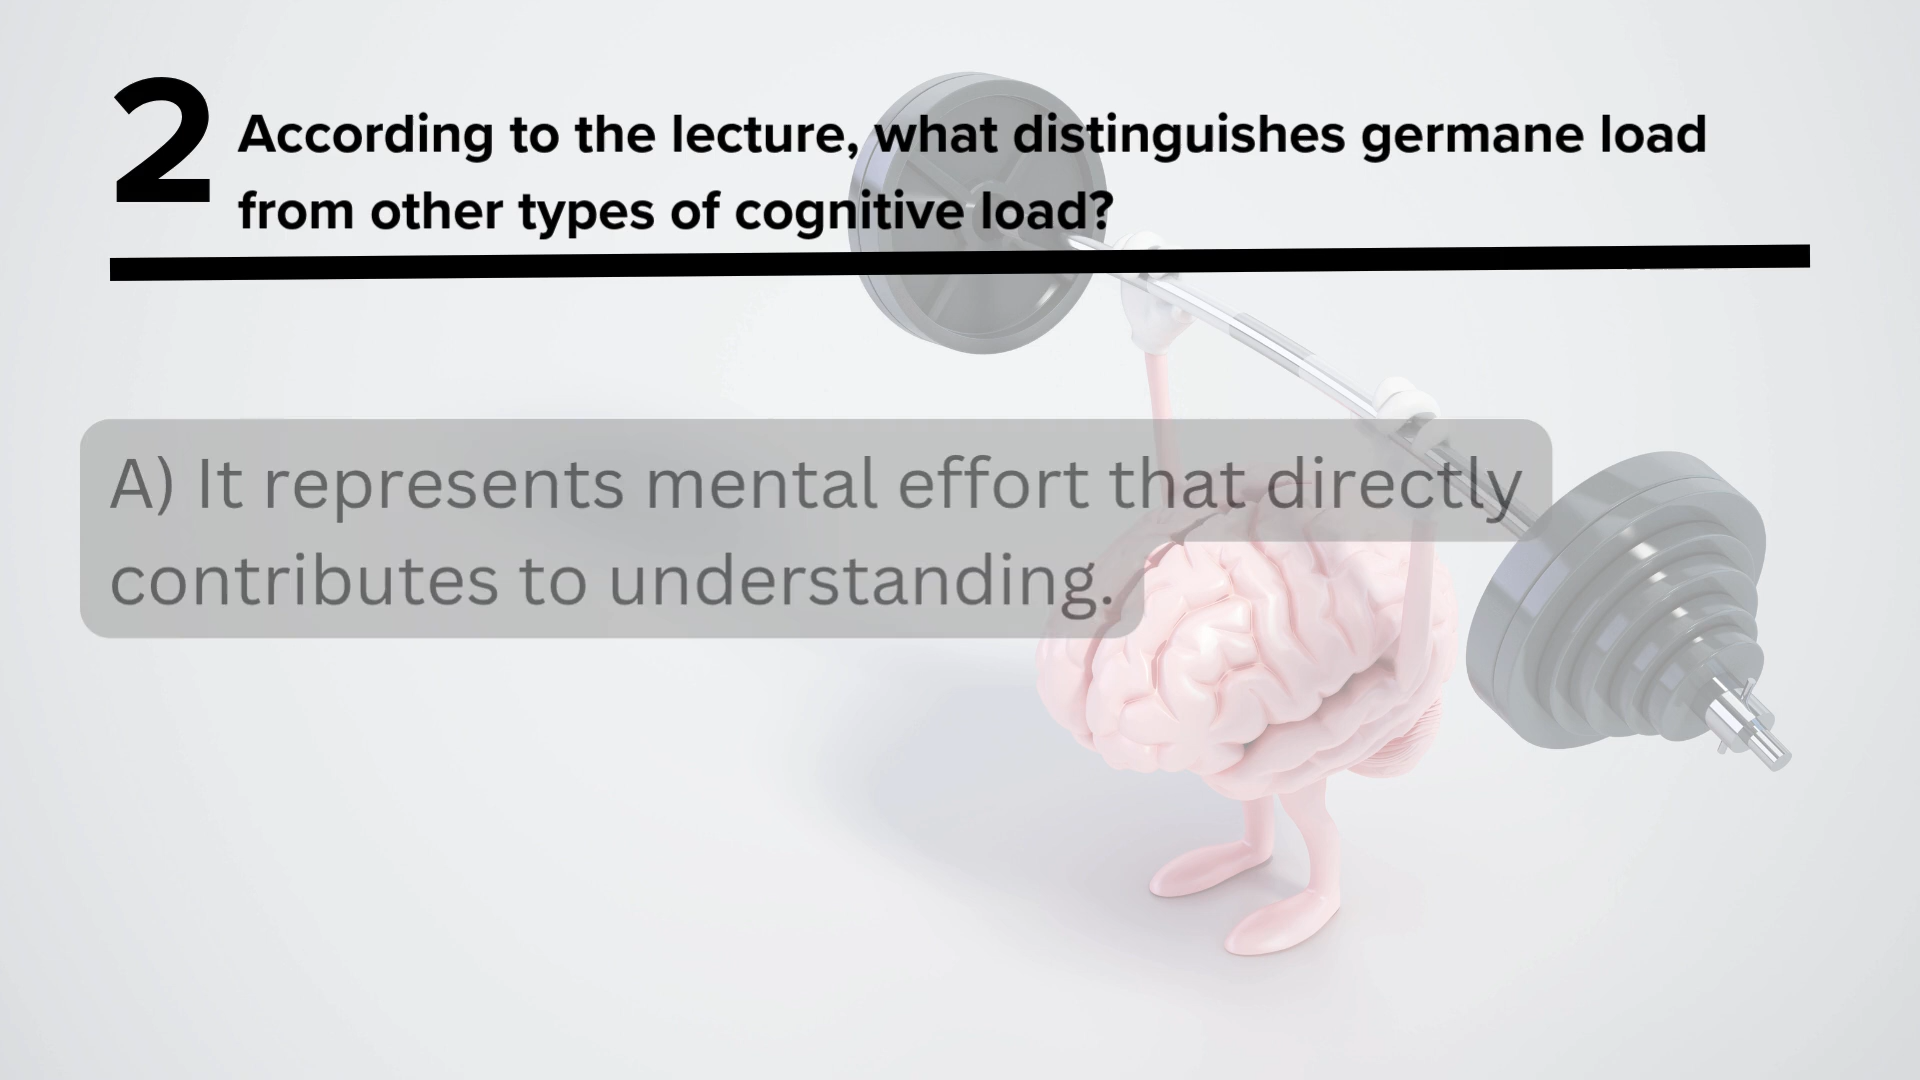 2
According to the lecture, what distinguishes germane load
from other types of cognitive load?
A) It represents mental effort that directly
contributes to understanding.